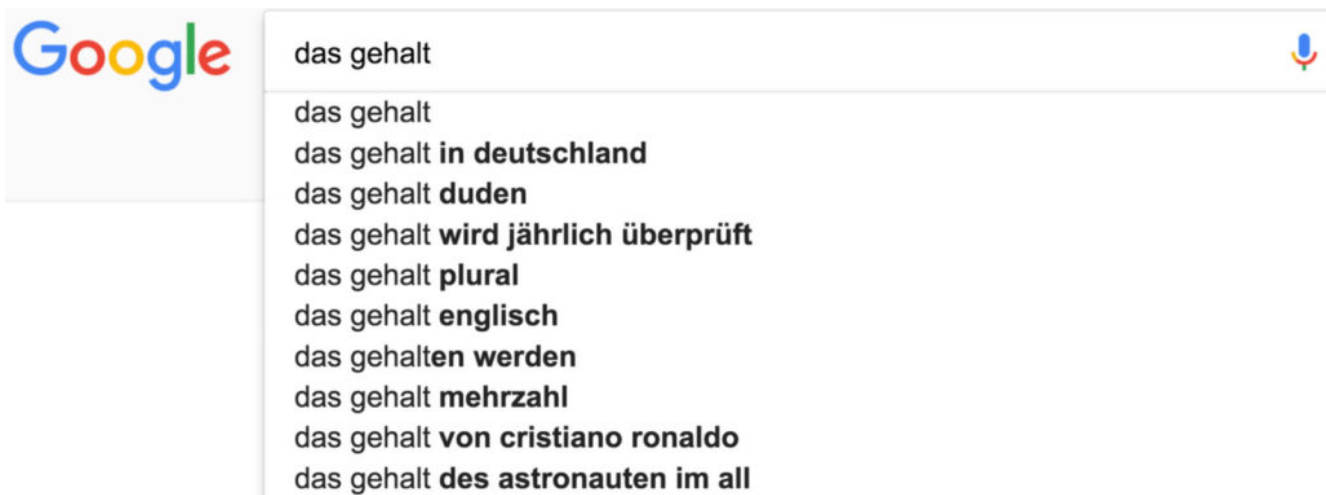 Google
das gehalt
das gehalt
das gehalt in deutschland
das gehalt duden
das gehalt wird jährlich überprüft
das gehalt plural
das gehalt englisch
das gehalten werden
das gehalt mehrzahl
das gehalt von cristiano ronaldo
das gehalt des astronauten im all